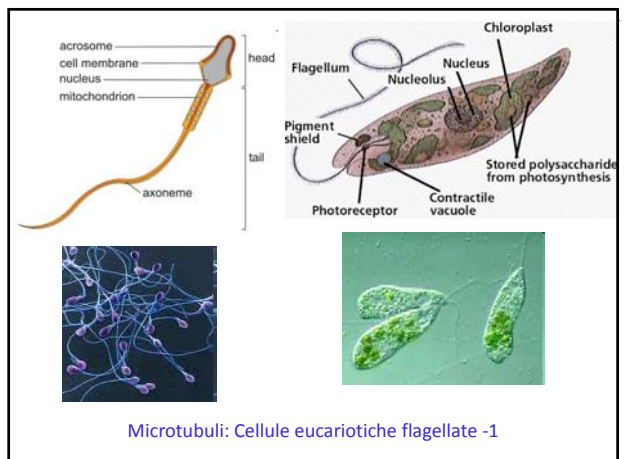 acrosome
cell membrane
nucleus
mitochondrion
axoneme
head
tail
Chloroplast
Nucleus
Nucleolus
Flagellum
Pigment
shield
Photoreceptor
Contractile
vacuole
Stored polysaccharide
from photosynthesis
Microtubuli: Cellule eucariotiche flagellate -1